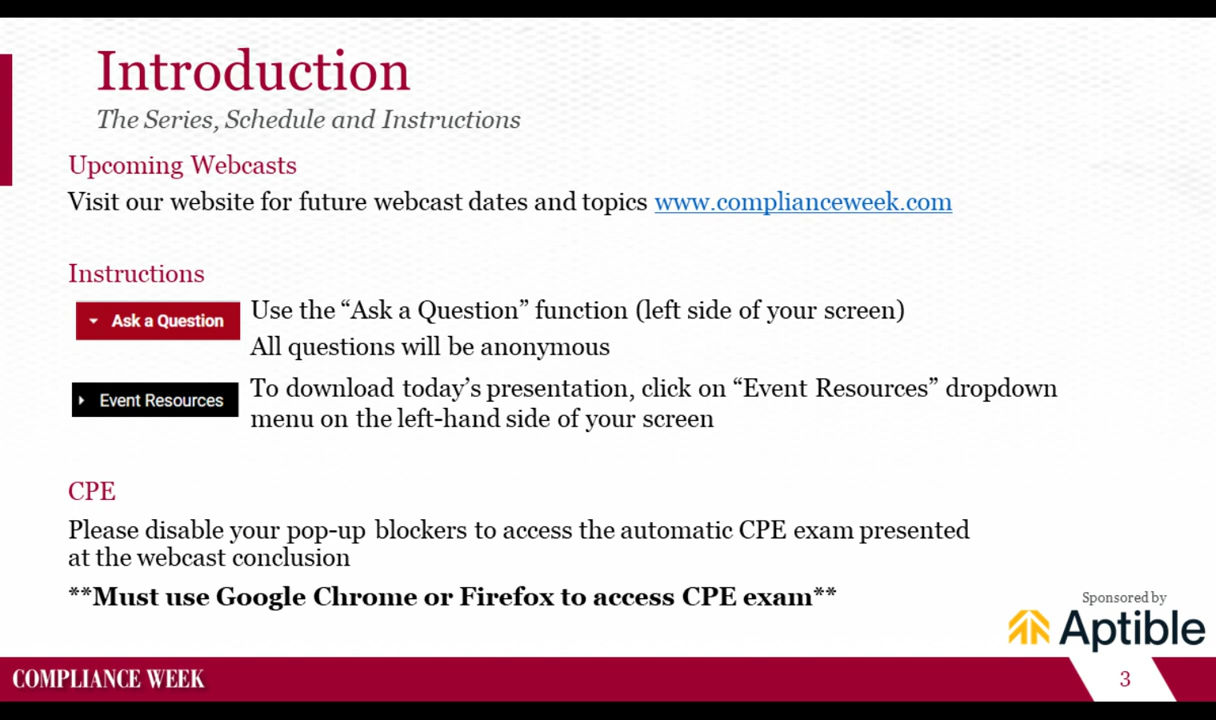 Introduction
The Series, Schedule and Instructions
Upcoming Webcasts
Visit our website for future webcast dates and topics www.complianceweek.com
Instructions
Ask a Question
Use the “Ask a Question” function (left side of your screen)
All questions will be anonymous
Event Resources
To download today’s presentation, click on “Event Resources” dropdown
menu on the left-hand side of your screen
CPE
Please disable your pop-up blockers to access the automatic CPE exam presented
at the webcast conclusion
**Must use Google Chrome or Firefox to access CPE exam**
Sponsored by
Aptible
COMPLIANCE WEEK
3